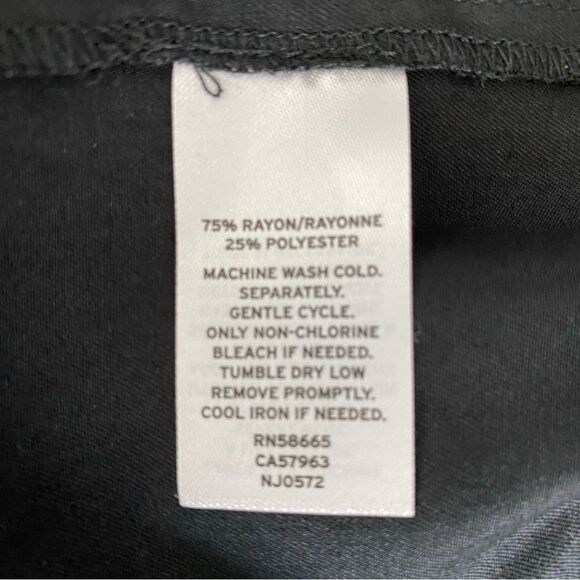 75% RAYON/RAYONNE
25% POLYESTER
MACHINE WASH COLD.
SEPARATELY.
GENTLE CYCLE.
ONLY NON-CHLORINE
BLEACH IF NEEDED.
TUMBLE DRY LOW
REMOVE PROMPTLY.
COOL IRON IF NEEDED.
RN58665
CA57963
NJ0572